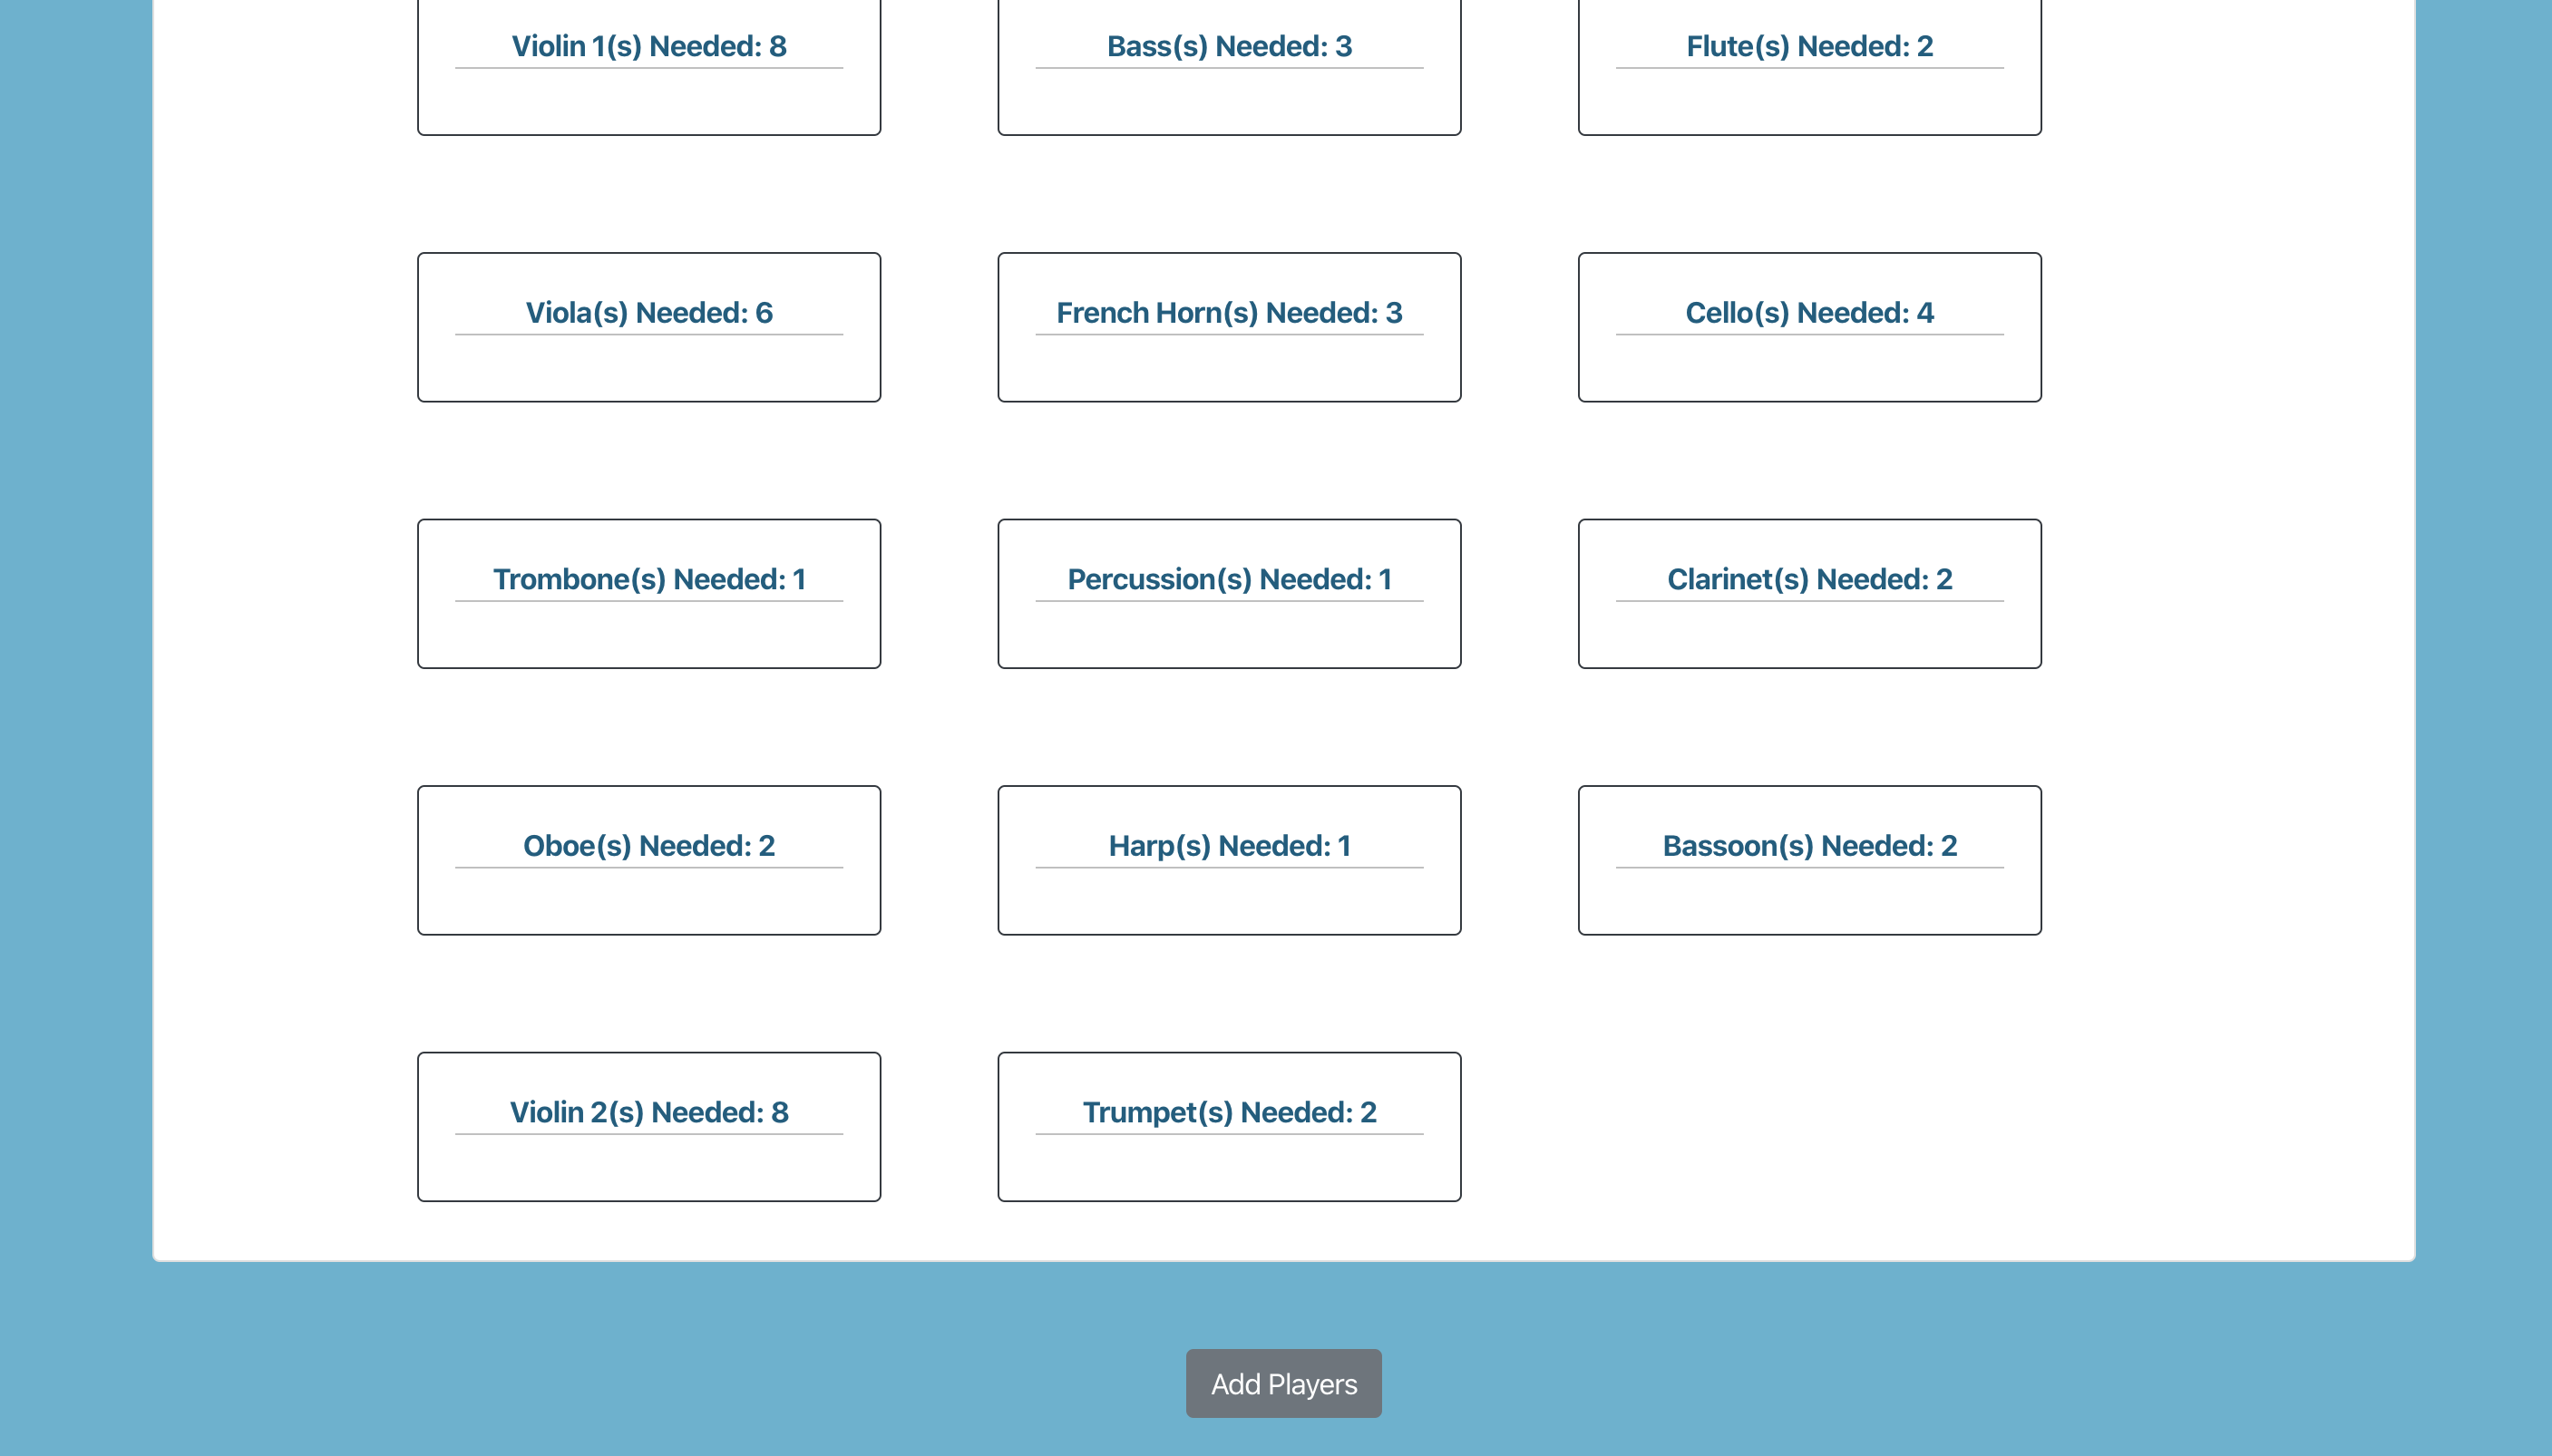 Violin 1(s) Needed: 8
Bass(s) Needed: 3
Flute(s) Needed: 2
Viola(s) Needed: 6
French Horn(s) Needed: 3
Cello(s) Needed: 4
Trombone(s) Needed: 1
Percussion(s) Needed: 1
Clarinet(s) Needed: 2
Oboe(s) Needed: 2
Harp(s) Needed: 1
Bassoon(s) Needed: 2
Violin 2(s) Needed: 8
Trumpet(s) Needed: 2
Add Players